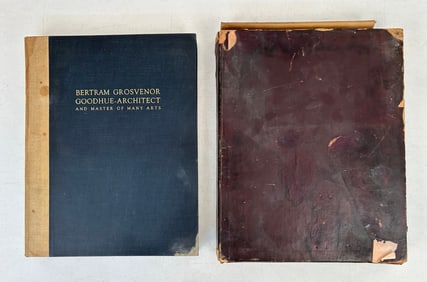 BERTRAM GROSVENOR
GOODHUE-ARCHITECT
AND MASTER OF MANY ARTS